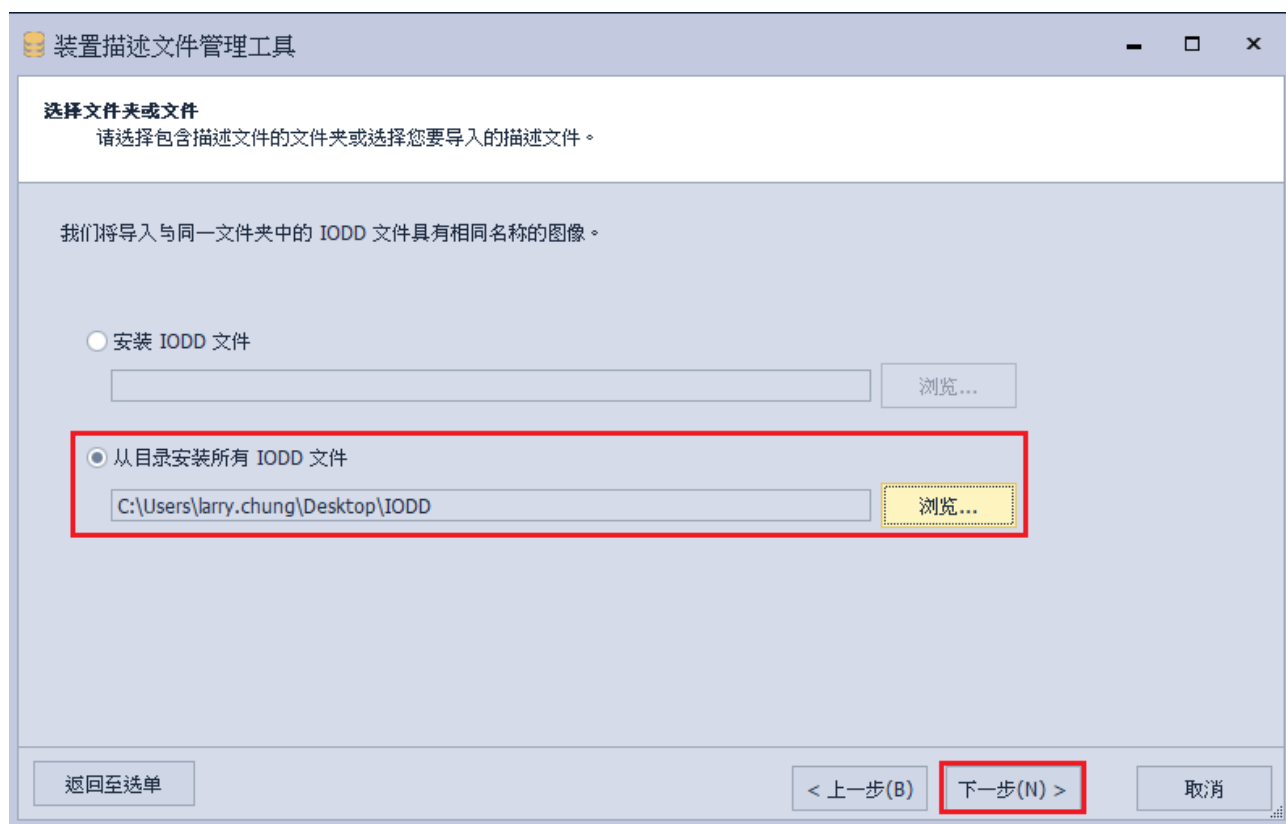 装置描述文件管理工具
选择文件夹或文件
请选择包含描述文件的文件夹或选择您要导入的描述文件。
我们将导入与同一文件夹中的 IODD 文件具有相同名称的图像。
安装 IODD 文件
浏览...
从目录安装所有 IODD 文件
C:\Users\larry.chung\Desktop\IODD
浏览...
返回至选单
< 上一步(B)
下一步(N) >
取消